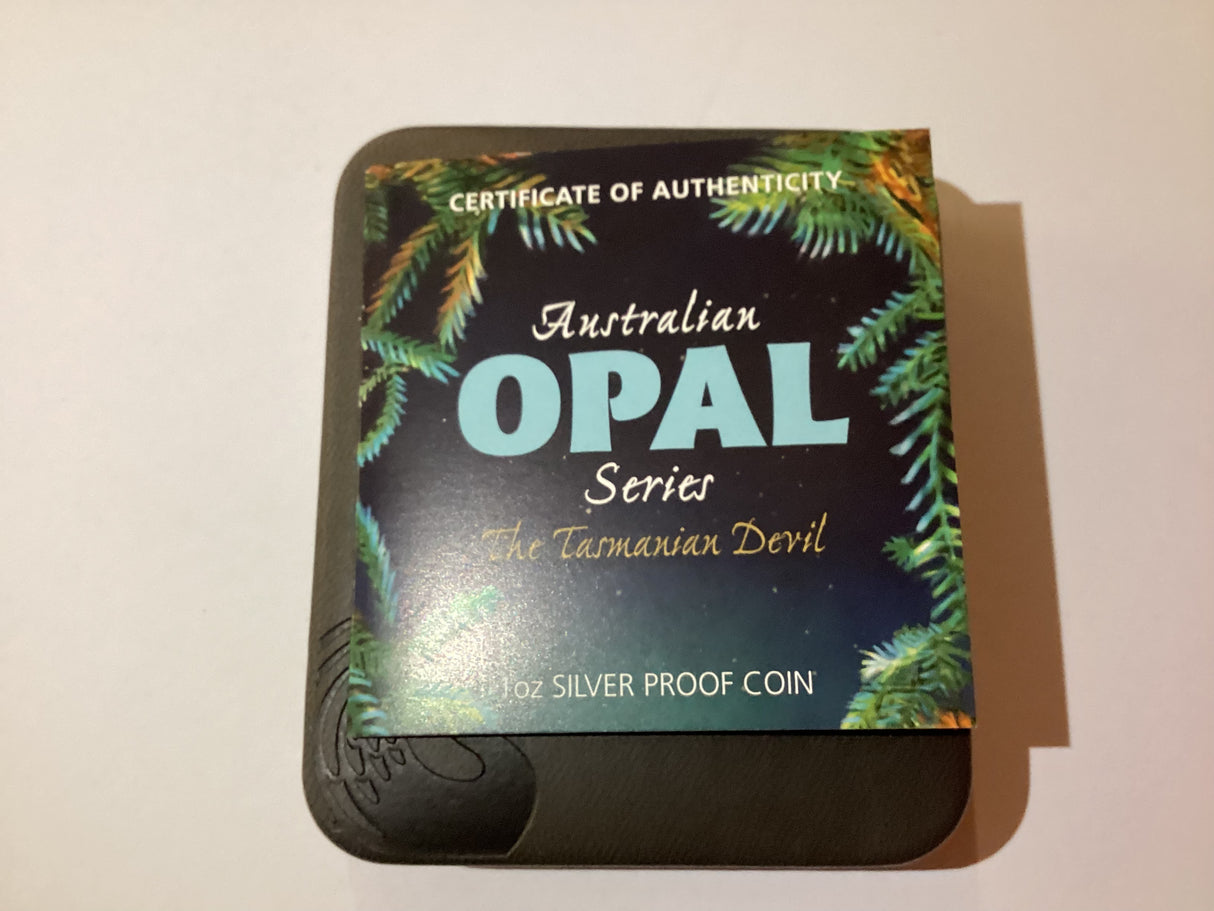 CERTIFICATE OF AUTHENTICITY
Australian
OPAL
Series
The Tasmanian Devil
1oz SILVER PROOF COIN